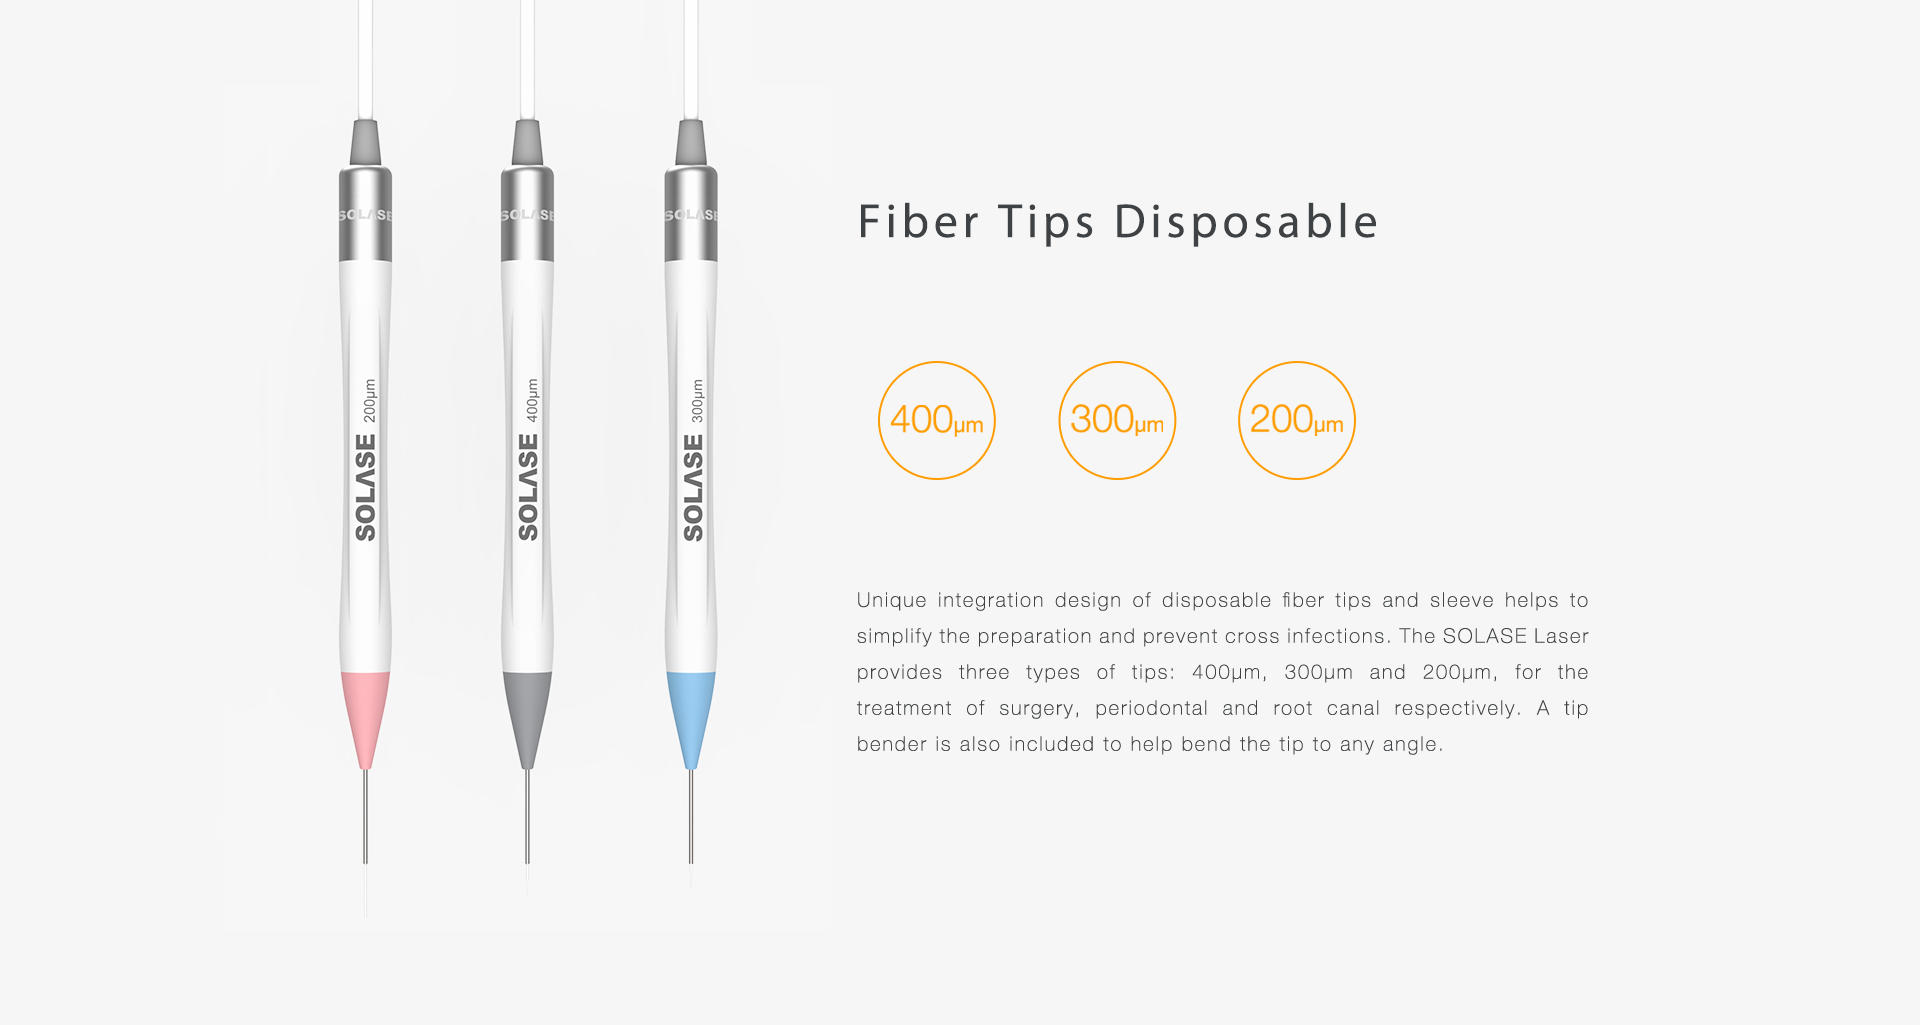 SOLASE
SOLASE
SOLASE
SOLASE 200µm
SOLASE 400µm
SOLASE 300µm
Fiber Tips Disposable
400µm
300µm
200µm
Unique integration design of disposable fiber tips and sleeve helps to
simplify the preparation and prevent cross infections. The SOLASE Laser
provides three types of tips: 400µm, 300µm and 200µm, for the
treatment of surgery, periodontal and root canal respectively. A tip
bender is also included to help bend the tip to any angle.